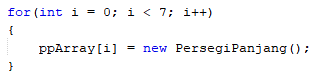 for(int i = 0; i < 7; i++)
{
    ppArray[i] = new PersegiPanjang();
}